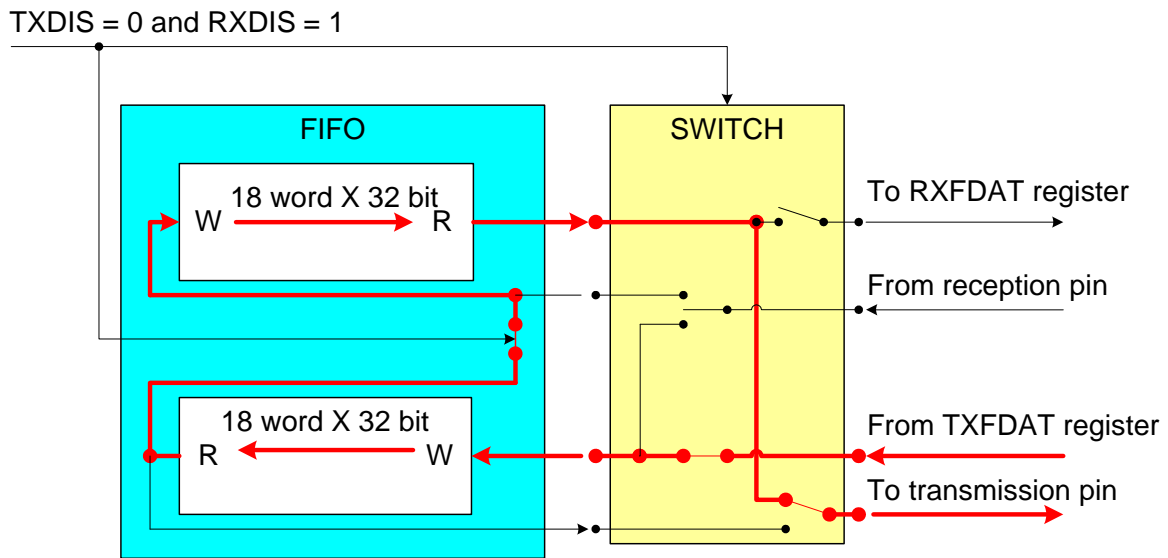 TXDIS = 0 and RXDIS = 1
FIFO
SWITCH
18 word X 32 bit
W
R
To RXFDAT register
From reception pin
18 word X 32 bit
R
W
From TXFDAT register
To transmission pin